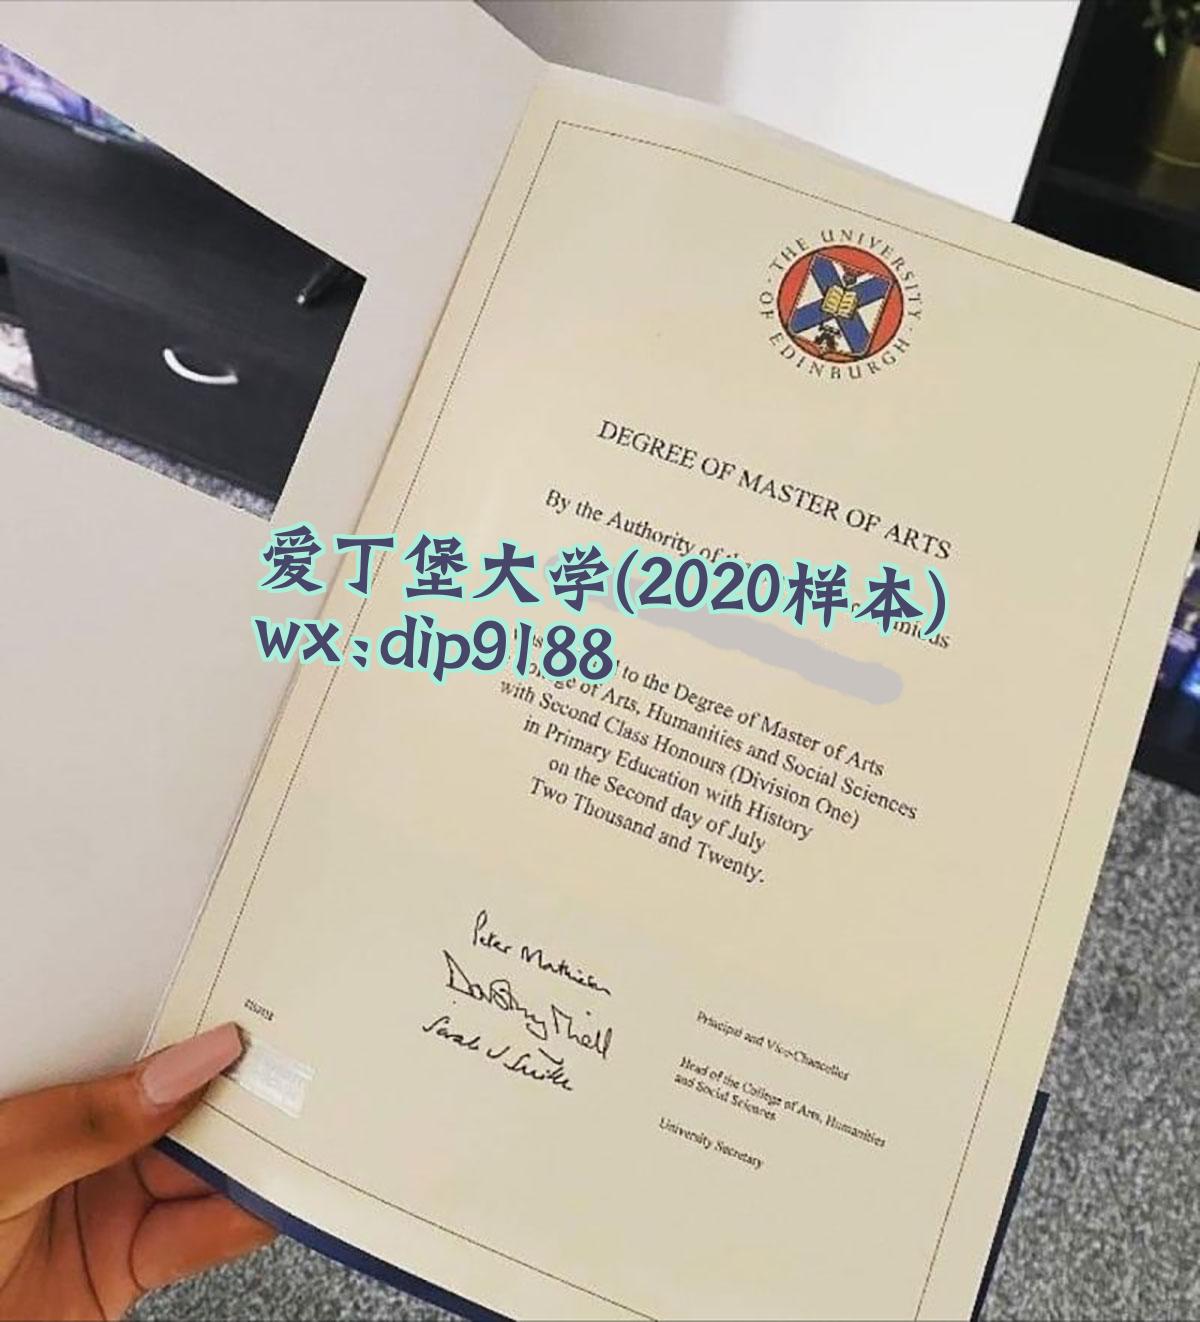 THE UNIVERSITY OF EDINBURGH
DEGREE OF MASTER OF ARTS
By the Authority of
爱丁堡大学(2020样本)
wx:dip9188
to the Degree of Master of Arts
of Arts, Humanities and Social Sciences
with Second Class Honours (Division One)
in Primary Education with History
on the Second day of July
Two Thousand and Twenty.
Peter Mathieson
Sarah J Smith
Principal and Vice-Chancellor
Head of the College of Arts, Humanities
and Social Sciences
University Secretary